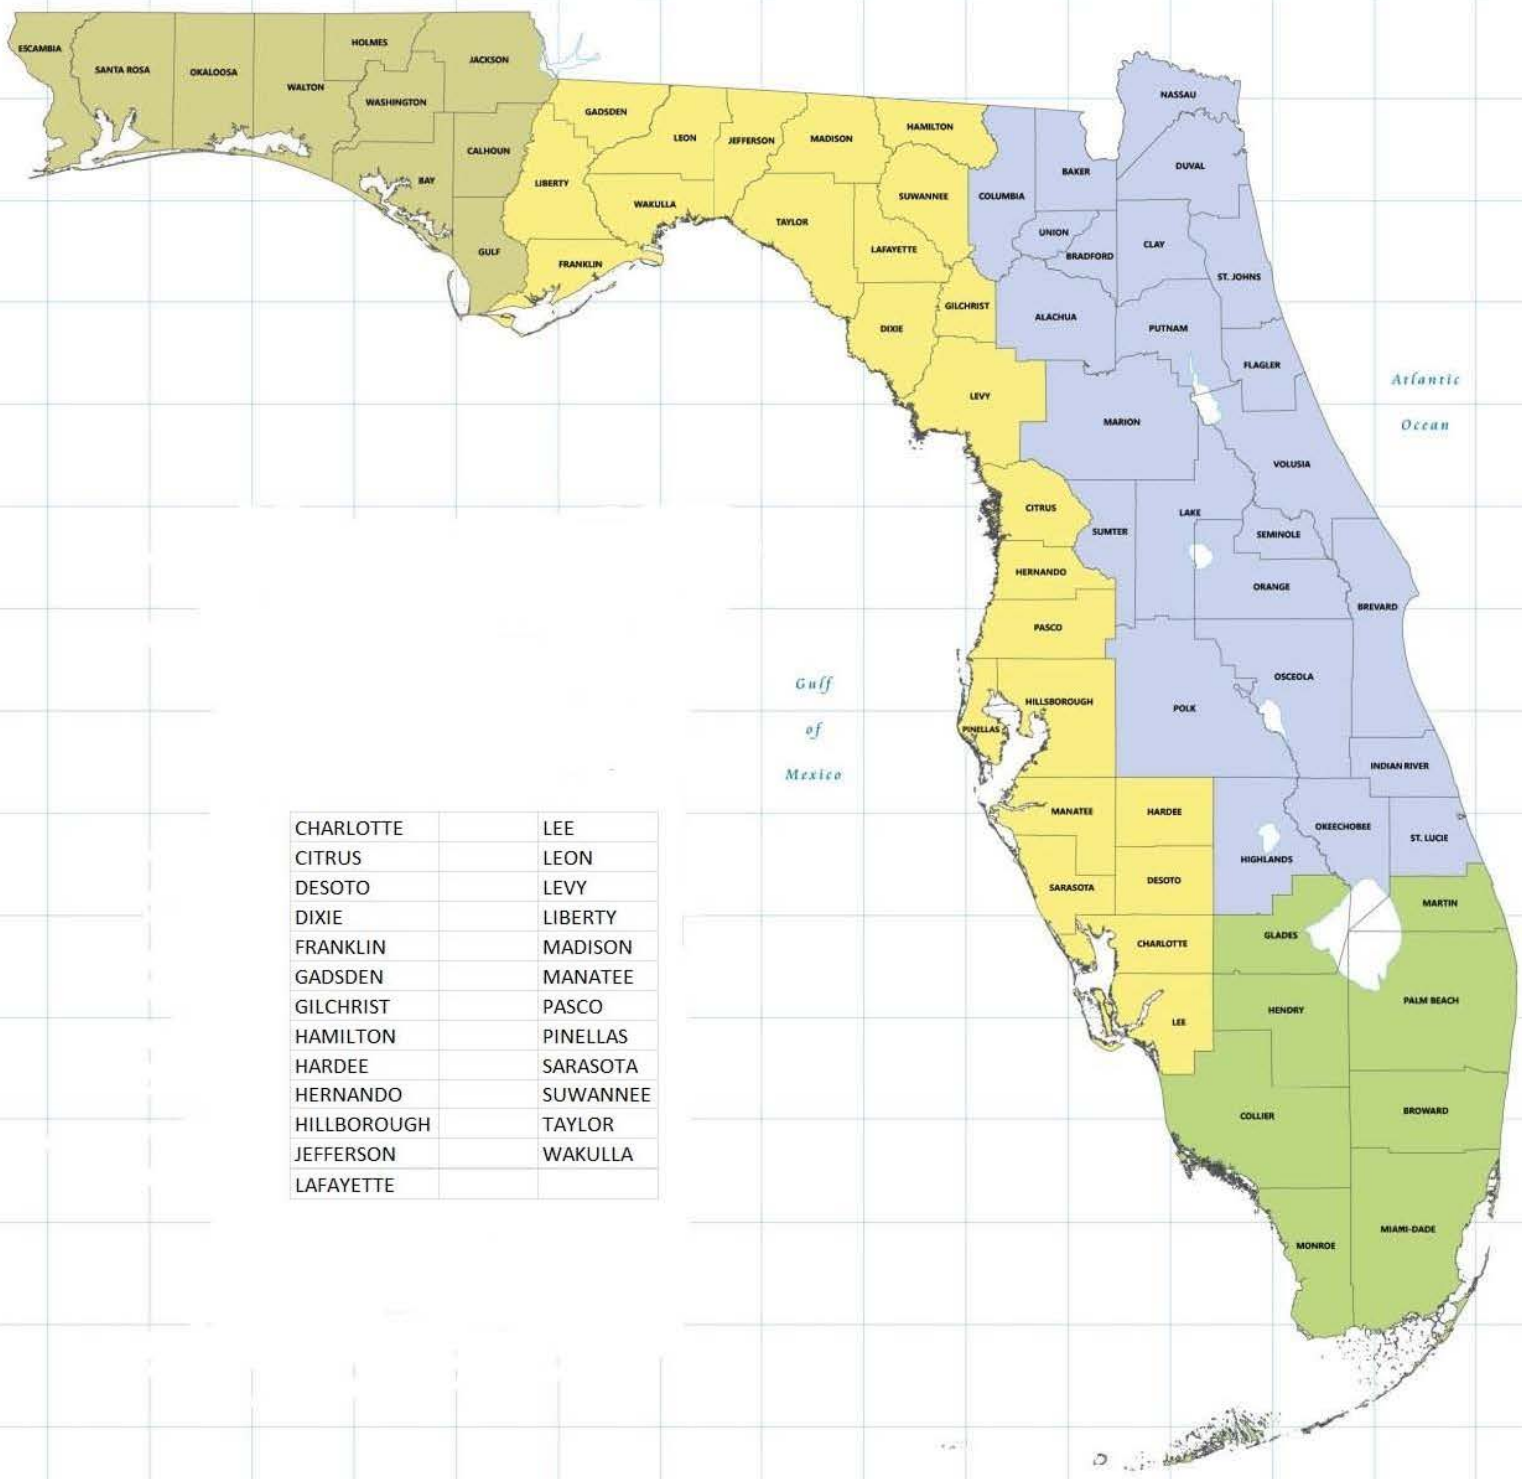 ESCAMBIA
SANTA ROSA
OKALOOSA
WALTON
HOLMES
WASHINGTON
JACKSON
BAY
CALHOUN
GULF
GADSDEN
LIBERTY
FRANKLIN
LEON
WAKULLA
JEFFERSON
MADISON
TAYLOR
HAMILTON
SUWANNEE
LAFAYETTE
DIXIE
GILCHRIST
LEVY
COLUMBIA
BAKER
NASSAU
DUVAL
UNION
BRADFORD
CLAY
ST. JOHNS
ALACHUA
PUTNAM
FLAGLER
MARION
VOLUSIA
Atlantic
Ocean
CITRUS
SUMTER
LAKE
SEMINOLE
HERNANDO
ORANGE
BREVARD
PASCO
Gulf
of
Mexico
HILLSBOROUGH
PINELLAS
POLK
OSCEOLA
INDIAN RIVER
MANATEE
HARDEE
HIGHLANDS
OKEECHOBEE
ST. LUCIE
SARASOTA
DESOTO
MARTIN
CHARLOTTE
GLADES
LEE
HENDRY
PALM BEACH
COLLIER
BROWARD
MONROE
MIAMI-DADE
CHARLOTTE LEE
CITRUS LEON
DESOTO LEVY
DIXIE LIBERTY
FRANKLIN MADISON
GADSDEN MANATEE
GILCHRIST PASCO
HAMILTON PINELLAS
HARDEE SARASOTA
HERNANDO SUWANNEE
HILLBOROUGH TAYLOR
JEFFERSON WAKULLA
LAFAYETTE